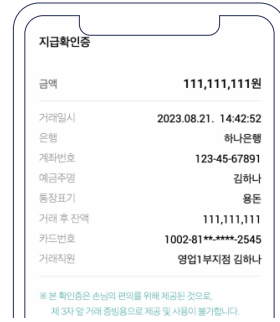 지급확인증
금액 111,111,111원
거래일시 2023.08.21. 14:42:52
은행 하나은행
계좌번호 123-45-67891
예금주명 김하나
통장표기 용돈
거래 후 잔액 111,111,111
카드번호 1002-81**-****-2545
거래직원 영업1부지점 김하나
※ 본 확인증은 손님의 편의를 위해 제공된 것으로,
제 3자 앞 거래 증빙용으로 제공 및 사용이 불가합니다.